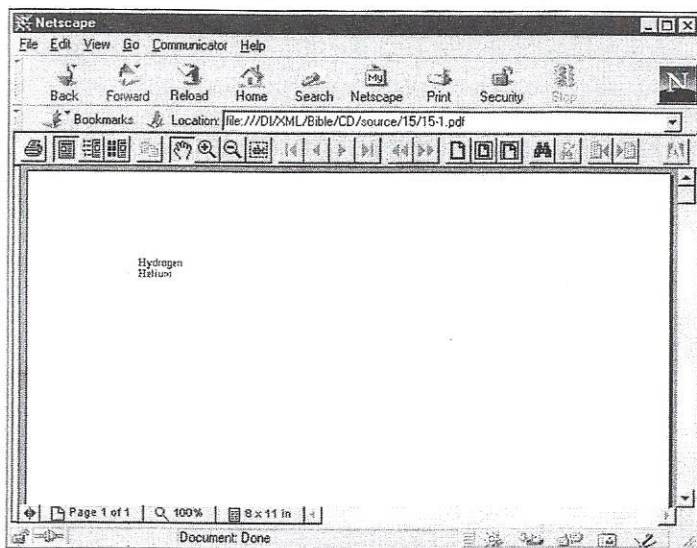 Netscape
File Edit View Go Communicator Help
Back Forward Reload Home Search Netscape Print Security Stop
My
N
Bookmarks Location: file:///D|/XML/Bible/CD/source/15/15-1.pdf
Hydrogen
Helium
Page 1 of 1 100% 8 x 11 in
Document: Done